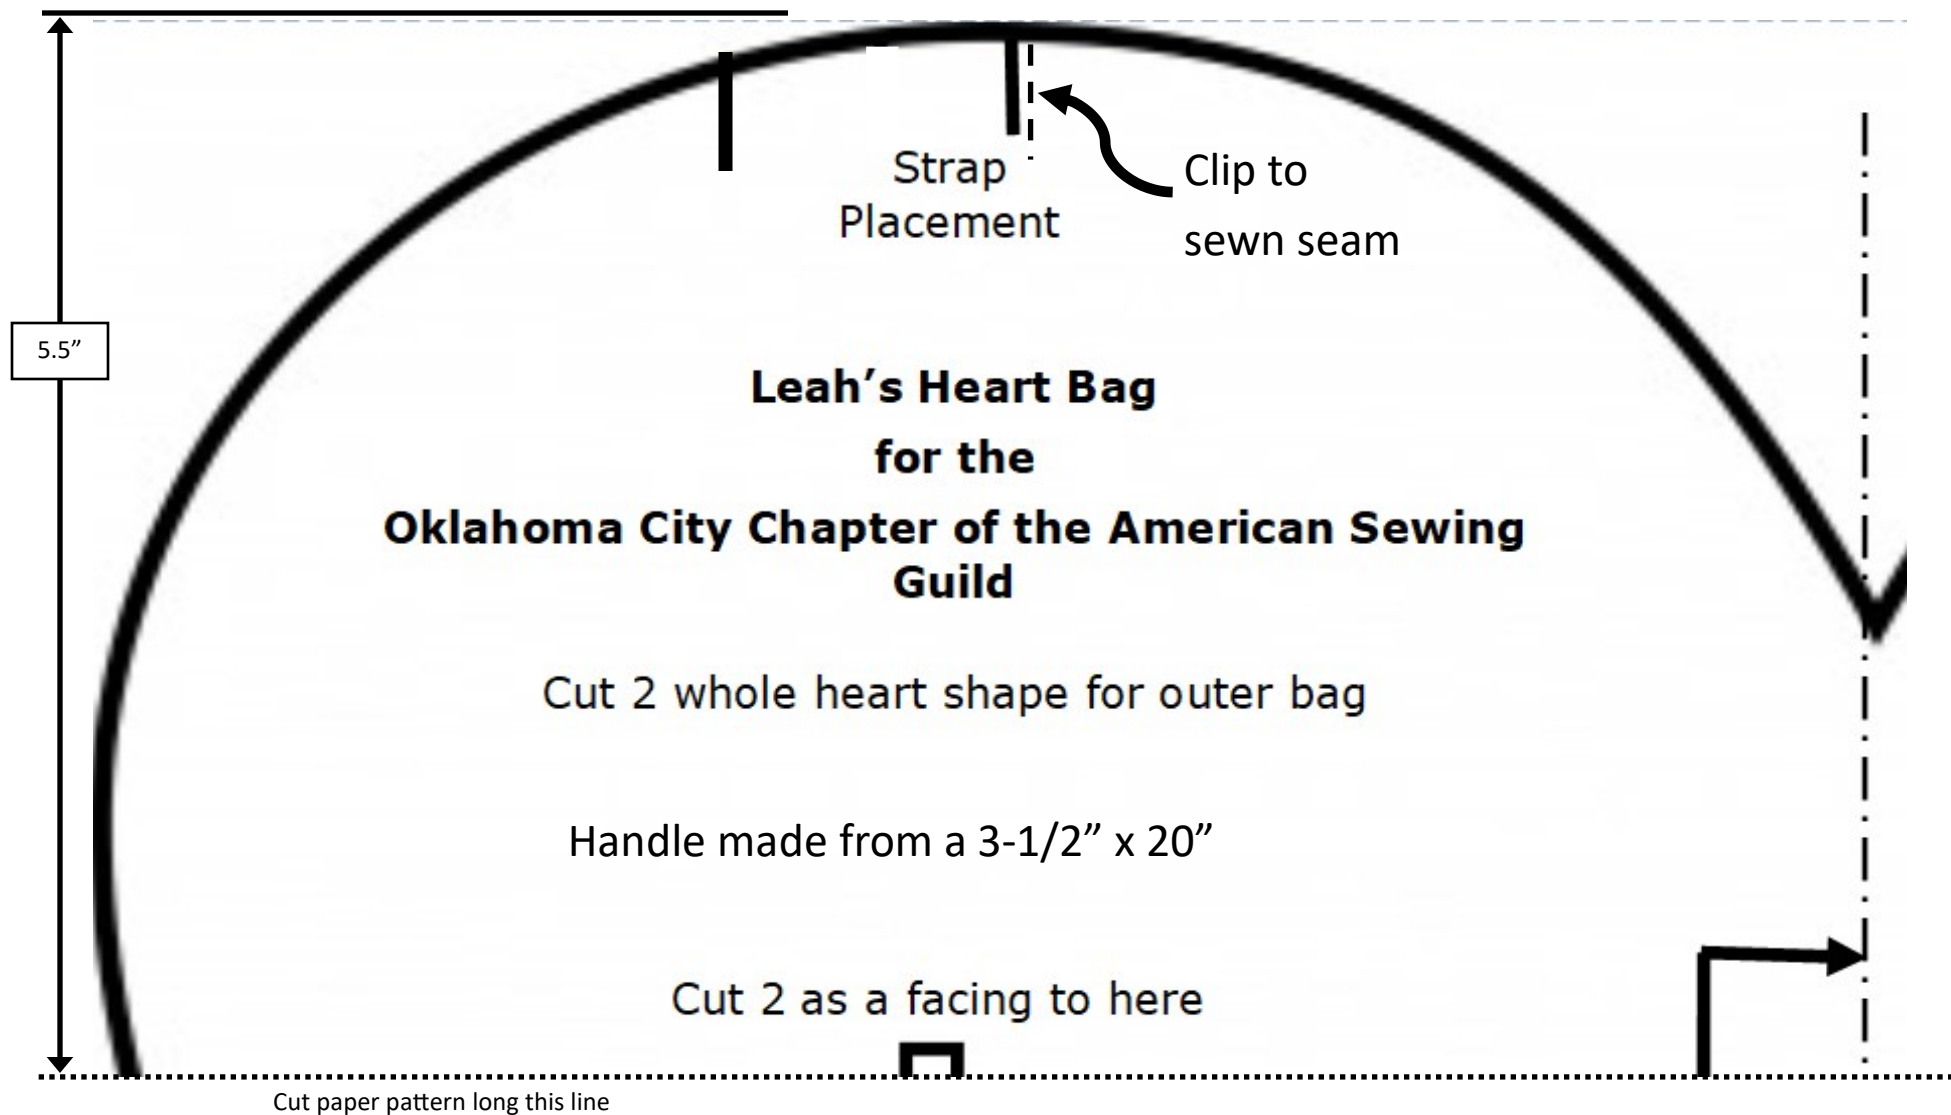 Strap
Placement
Clip to
sewn seam
5.5”
Leah’s Heart Bag
for the
Oklahoma City Chapter of the American Sewing
Guild
Cut 2 whole heart shape for outer bag
Handle made from a 3-1/2” x 20”
Cut 2 as a facing to here
Cut paper pattern long this line